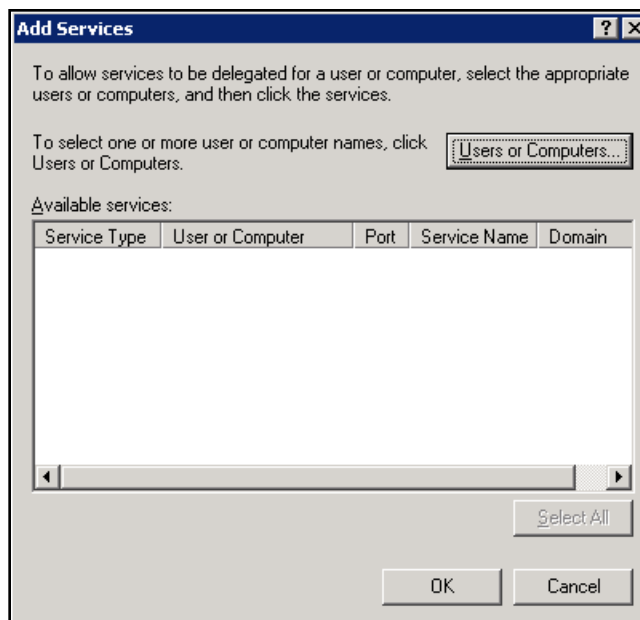 Add Services
To allow services to be delegated for a user or computer, select the appropriate
users or computers, and then click the services.
To select one or more user or computer names, click
Users or Computers.
Users or Computers...
Available services:
Service Type User or Computer Port Service Name Domain
Select All
OK Cancel